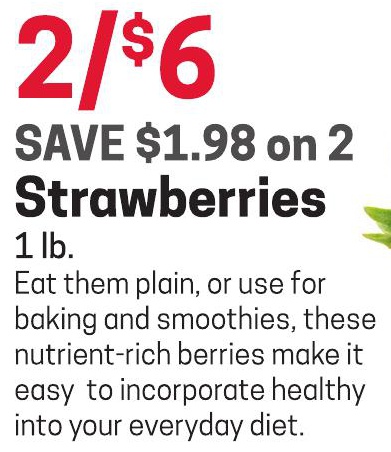 2/$6
SAVE $1.98 on 2
Strawberries
1 lb.
Eat them plain, or use for
baking and smoothies, these
nutrient-rich berries make it
easy  to incorporate healthy
into your everyday diet.